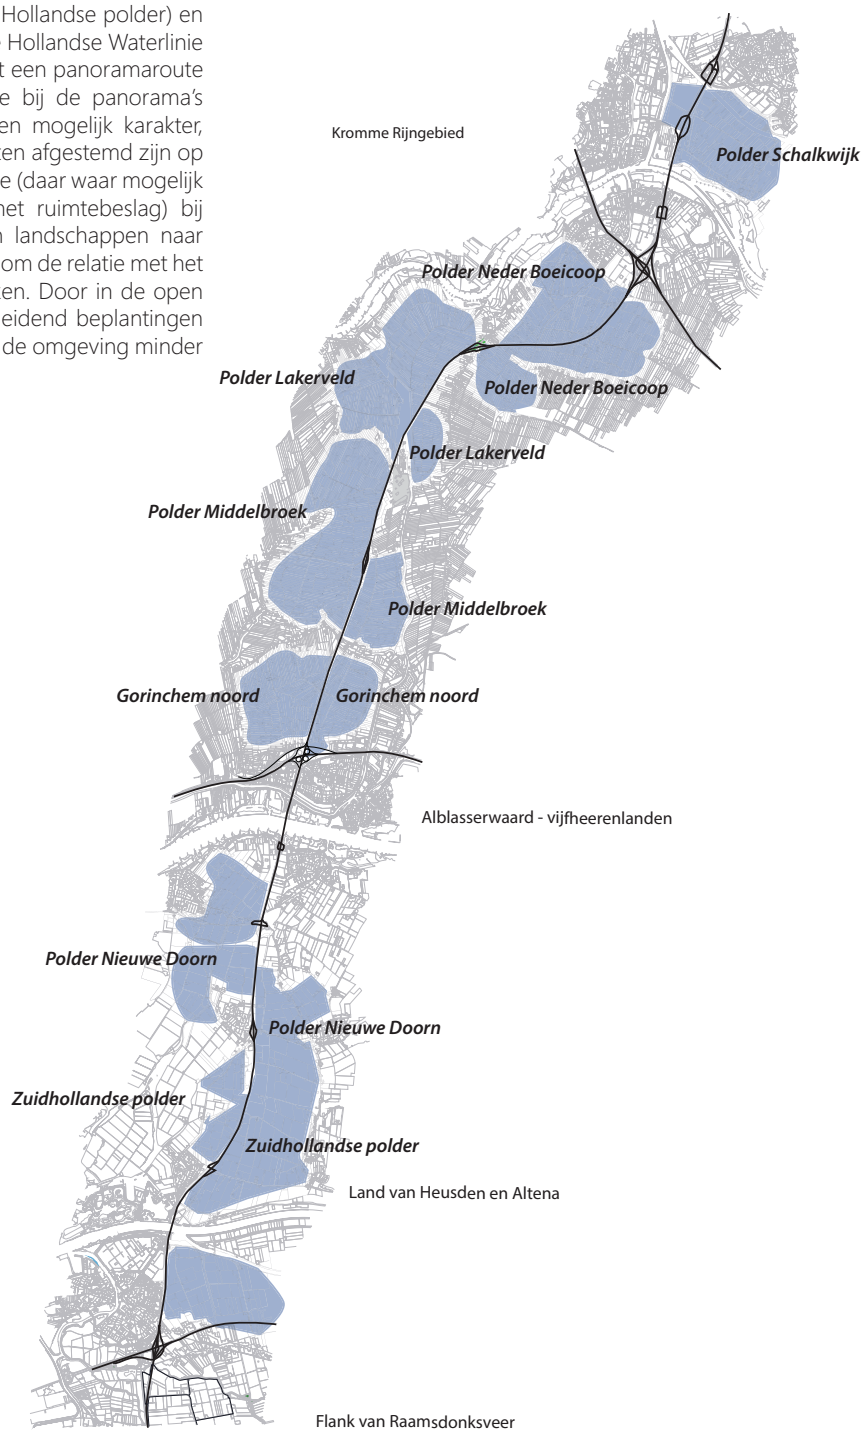 Hollandse polder) en
Hollandse Waterlinie
t een panoramaroute
e bij de panorama's
en mogelijk karakter,
en afgestemd zijn op
e (daar waar mogelijk
net ruimtebeslag) bij
landschappen naar
om de relatie met het
ken. Door in de open
eidend beplantingen
de omgeving minder
Kromme Rijngebied
Polder Schalkwijk
Polder Neder Boeicoop
Polder Lakerveld
Polder Neder Boeicoop
Polder Lakerveld
Polder Middelbroek
Polder Middelbroek
Gorinchem noord
Gorinchem noord
Alblasserwaard - vijfheerenlanden
Polder Nieuwe Doorn
Polder Nieuwe Doorn
Zuidhollandse polder
Zuidhollandse polder
Land van Heusden en Altena
Flank van Raamsdonksveer